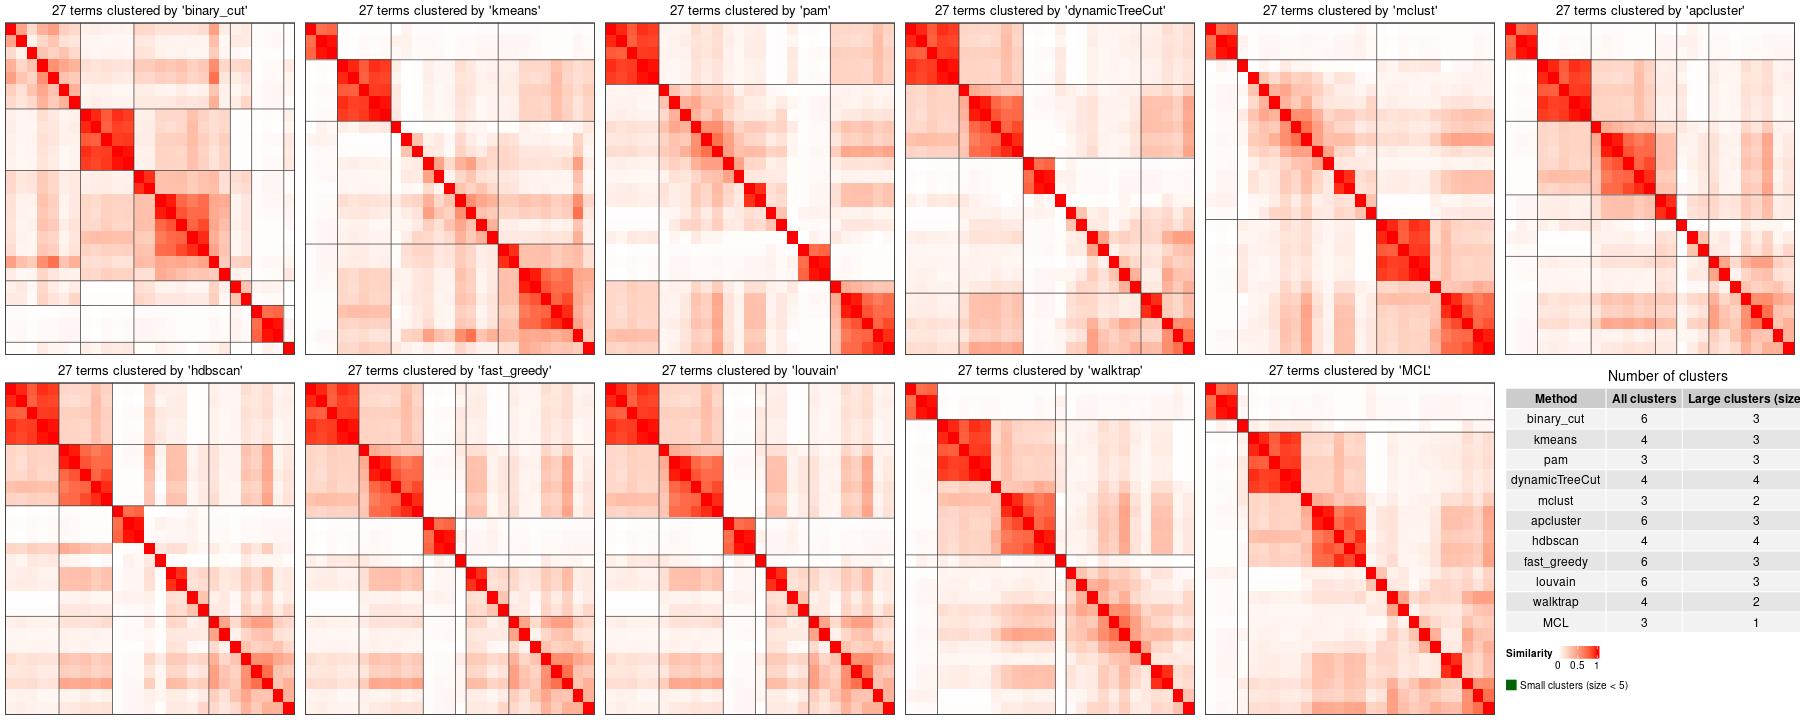 27 terms clustered by 'binary_cut'
27 terms clustered by 'kmeans'
27 terms clustered by 'pam'
27 terms clustered by 'dynamicTreeCut'
27 terms clustered by 'mclust'
27 terms clustered by 'apcluster'
27 terms clustered by 'hdbscan'
27 terms clustered by 'fast_greedy'
27 terms clustered by 'louvain'
27 terms clustered by 'walktrap'
27 terms clustered by 'MCL'
Number of clusters
Method All clusters Large clusters (size
binary_cut 6 3
kmeans 4 3
pam 3 3
dynamicTreeCut 4 4
mclust 3 2
apcluster 6 3
hdbscan 4 4
fast_greedy 6 3
louvain 6 3
walktrap 4 2
MCL 3 1
Similarity
0 0.5 1
Small clusters (size < 5)